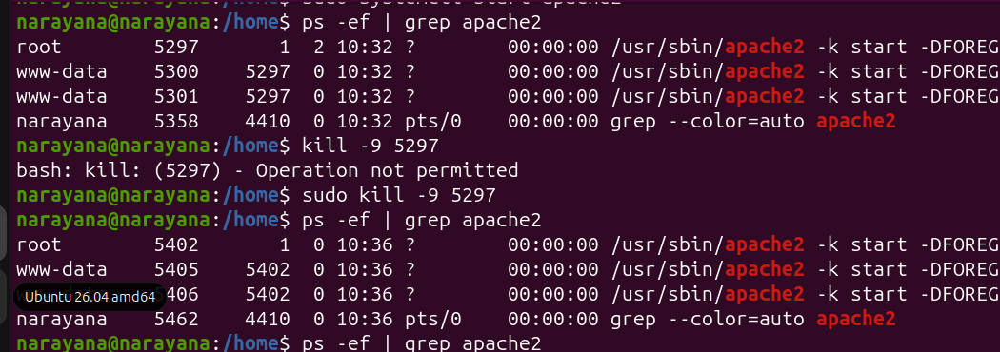 narayana@narayana:/home$ ps -ef | grep apache2
root        5297       1  2 10:32 ?        00:00:00 /usr/sbin/apache2 -k start -DFOREG
www-data    5300    5297  0 10:32 ?        00:00:00 /usr/sbin/apache2 -k start -DFOREG
www-data    5301    5297  0 10:32 ?        00:00:00 /usr/sbin/apache2 -k start -DFOREG
narayana    5358    4410  0 10:32 pts/0    00:00:00 grep --color=auto apache2
narayana@narayana:/home$ kill -9 5297
bash: kill: (5297) - Operation not permitted
narayana@narayana:/home$ sudo kill -9 5297
narayana@narayana:/home$ ps -ef | grep apache2
root        5402       1  0 10:36 ?        00:00:00 /usr/sbin/apache2 -k start -DFOREG
www-data    5405    5402  0 10:36 ?        00:00:00 /usr/sbin/apache2 -k start -DFOREG
Ubuntu 26.04 amd64 406    5402  0 10:36 ?        00:00:00 /usr/sbin/apache2 -k start -DFOREG
narayana    5462    4410  0 10:36 pts/0    00:00:00 grep --color=auto apache2
narayana@narayana:/home$ ps -ef | grep apache2